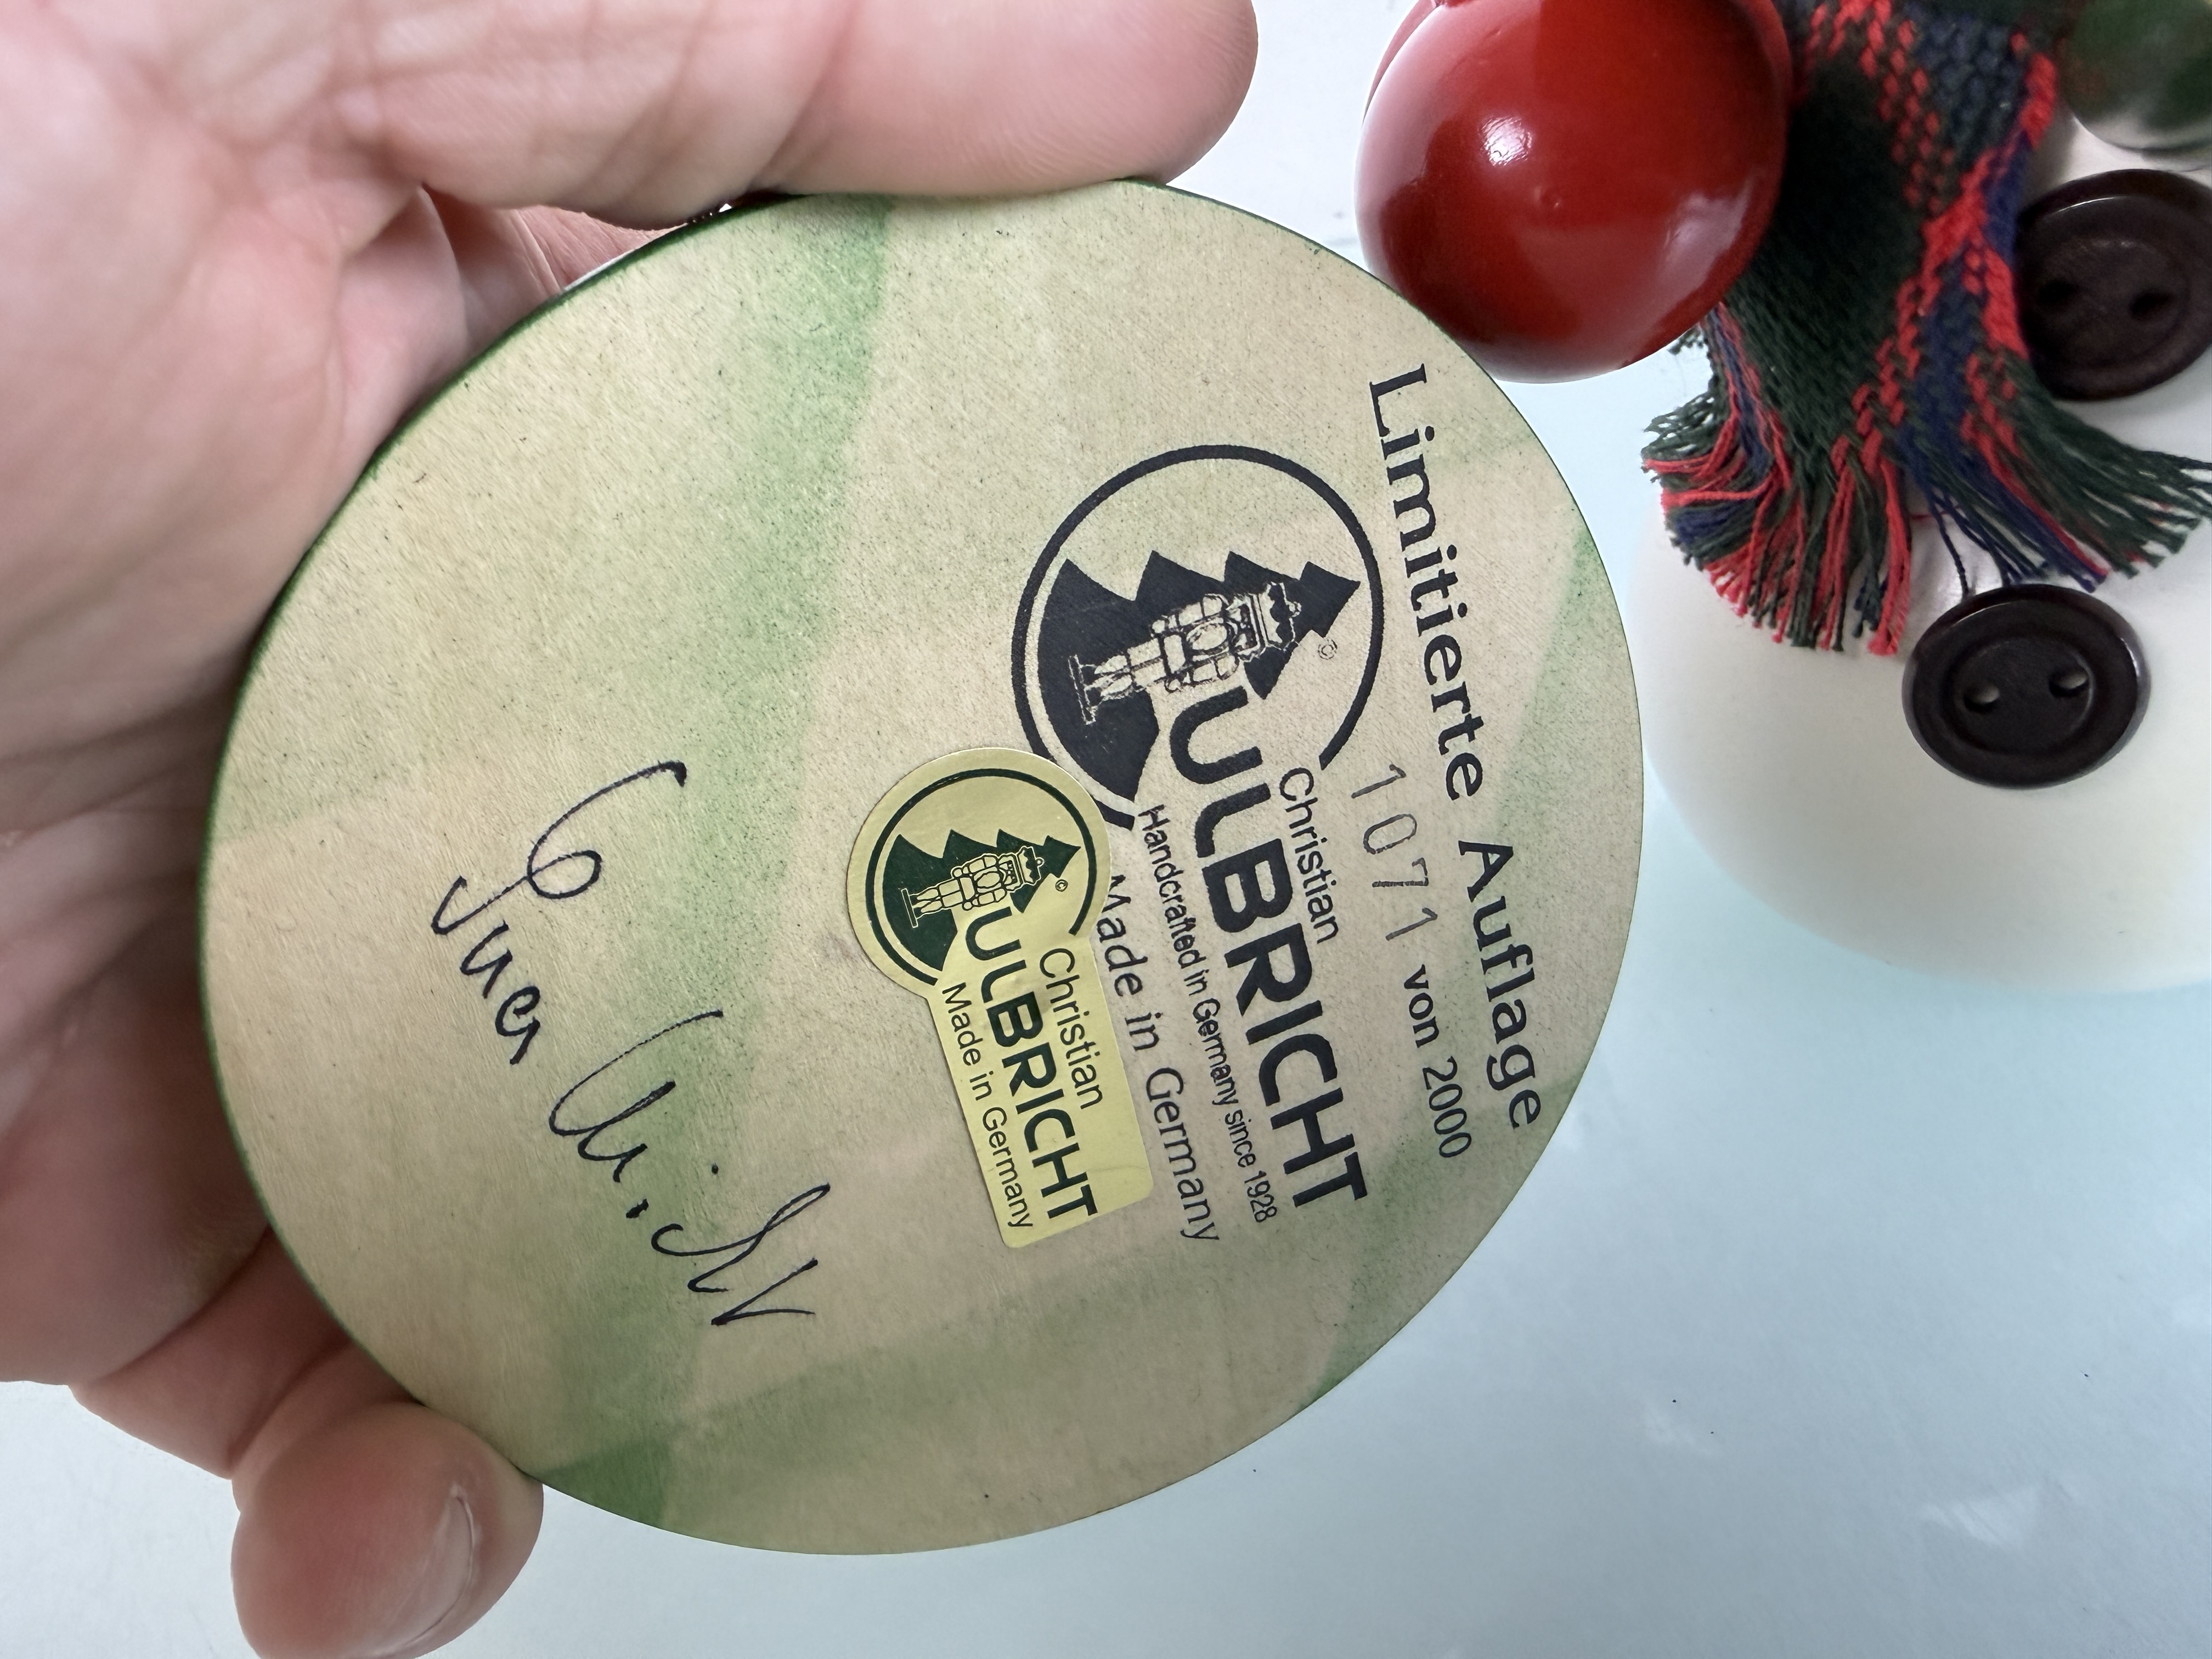 Limitierte Auflage
1071 von 2000
Christian
ULBRICHT
©
Handcrafted in Germany since 1928
Made in Germany
Christian
ULBRICHT
©
Made in Germany